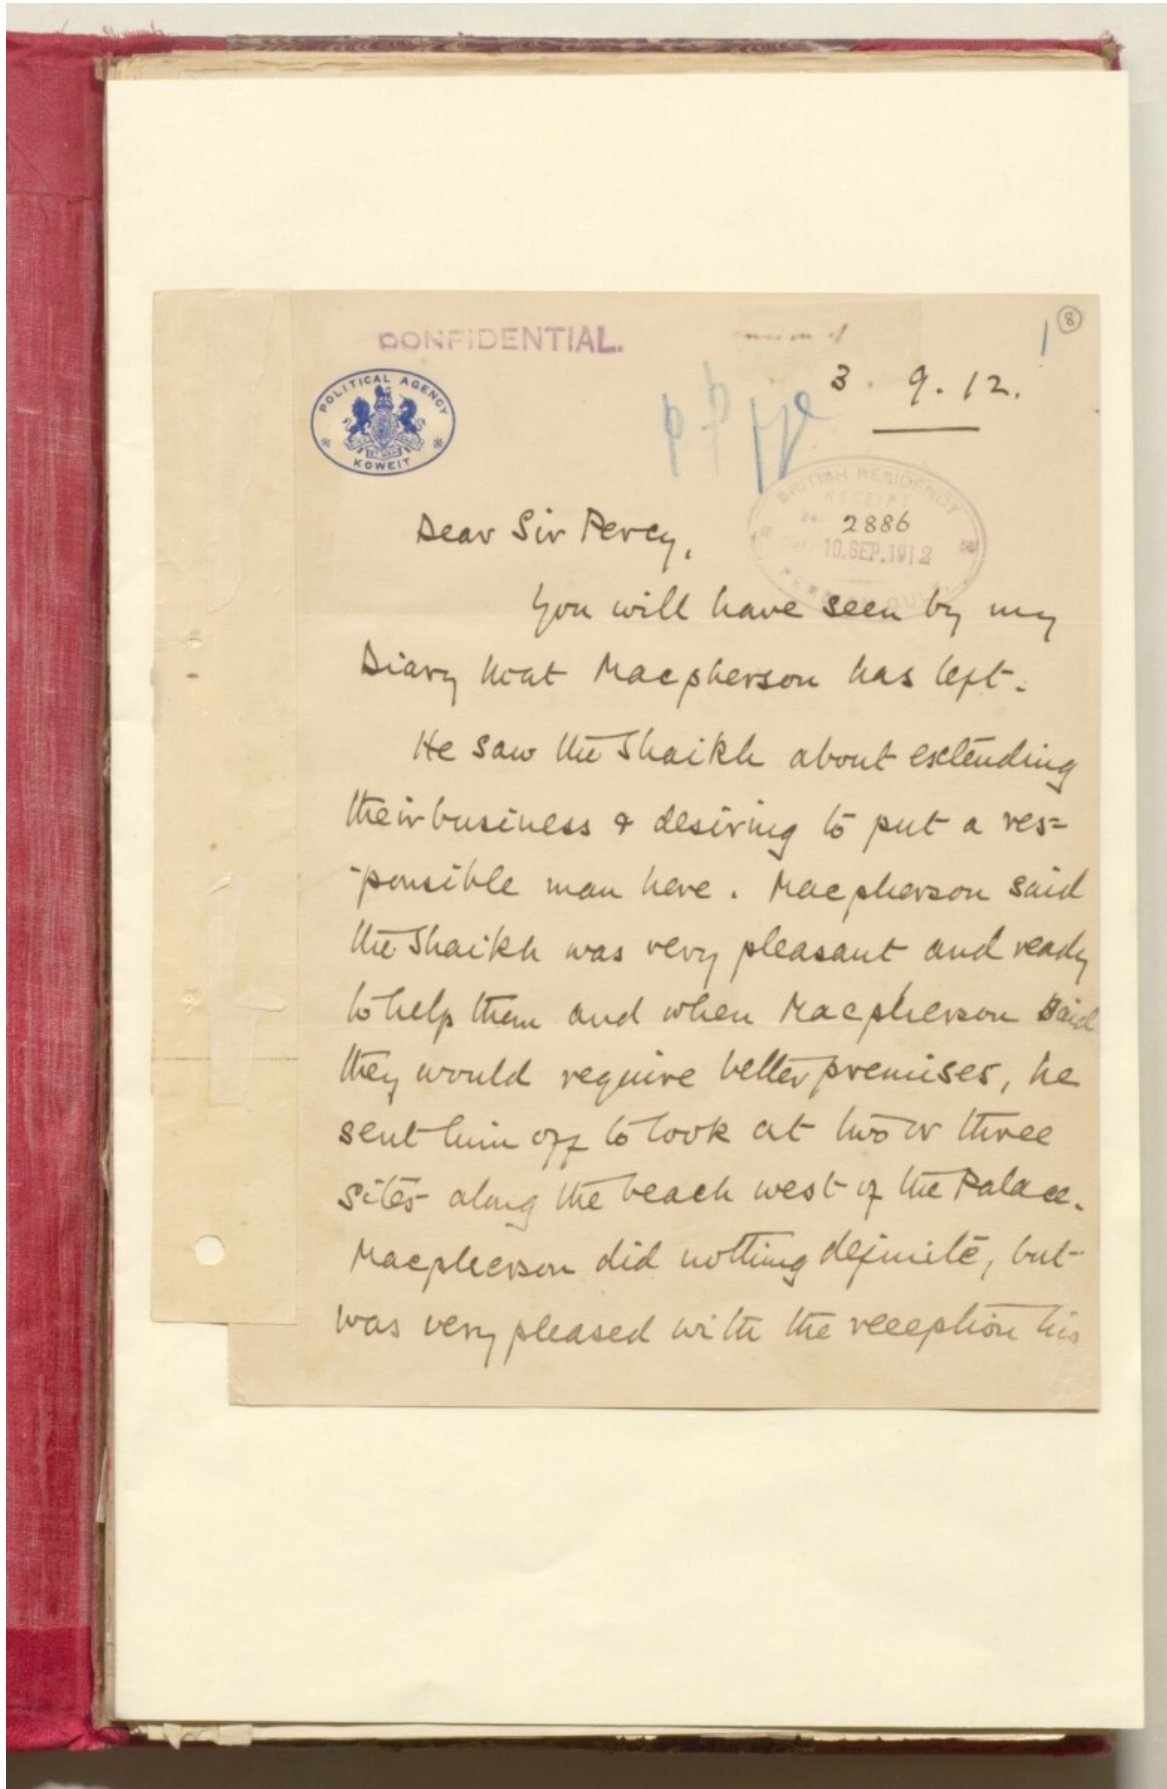 CONFIDENTIAL.
8
1
3. 9. 12.
POLITICAL AGENCY
KOWEIT
BRITISH RESIDENCY
RECEIPT
2886
10.SEP.1912
Dear Sir Percy,
You will have seen by my
Diary that Macpherson has left.
He saw the Shaikh about extending
their business & desiring to put a res=
-ponsible man here. Macpherson said
the Shaikh was very pleasant and ready
to help them and when Macpherson said
they would require better premises, he
sent him off to look at two or three
sites along the beach west of the Palace.
Macpherson did nothing definite, but
was very pleased with the reception his